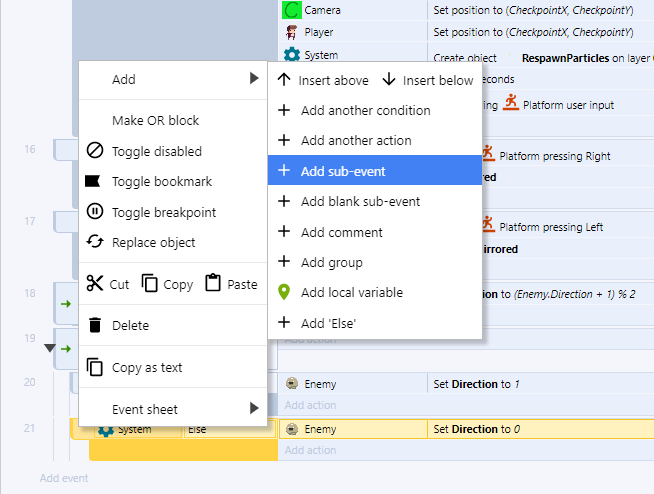 Camera Set position to (CheckpointX, CheckpointY)
Player Set position to (CheckpointX, CheckpointY)
System Create object RespawnParticles on layer
Add
Insert above Insert below
econds
Make OR block
Add another condition
ing Platform user input
Toggle disabled
Add another action
16 Platform pressing Right
Toggle bookmark
Add sub-event
red
Toggle breakpoint
Add blank sub-event
17 Platform pressing Left
Replace object
Add comment
irrored
Add group
Cut Copy Paste
18 Add local variable
on to (Enemy.Direction + 1) % 2
Delete
Add 'Else'
19 Add action
Copy as text
20 Enemy Set Direction to 1
Event sheet
Add action
21 System Else Enemy Set Direction to 0
Add action
Add event